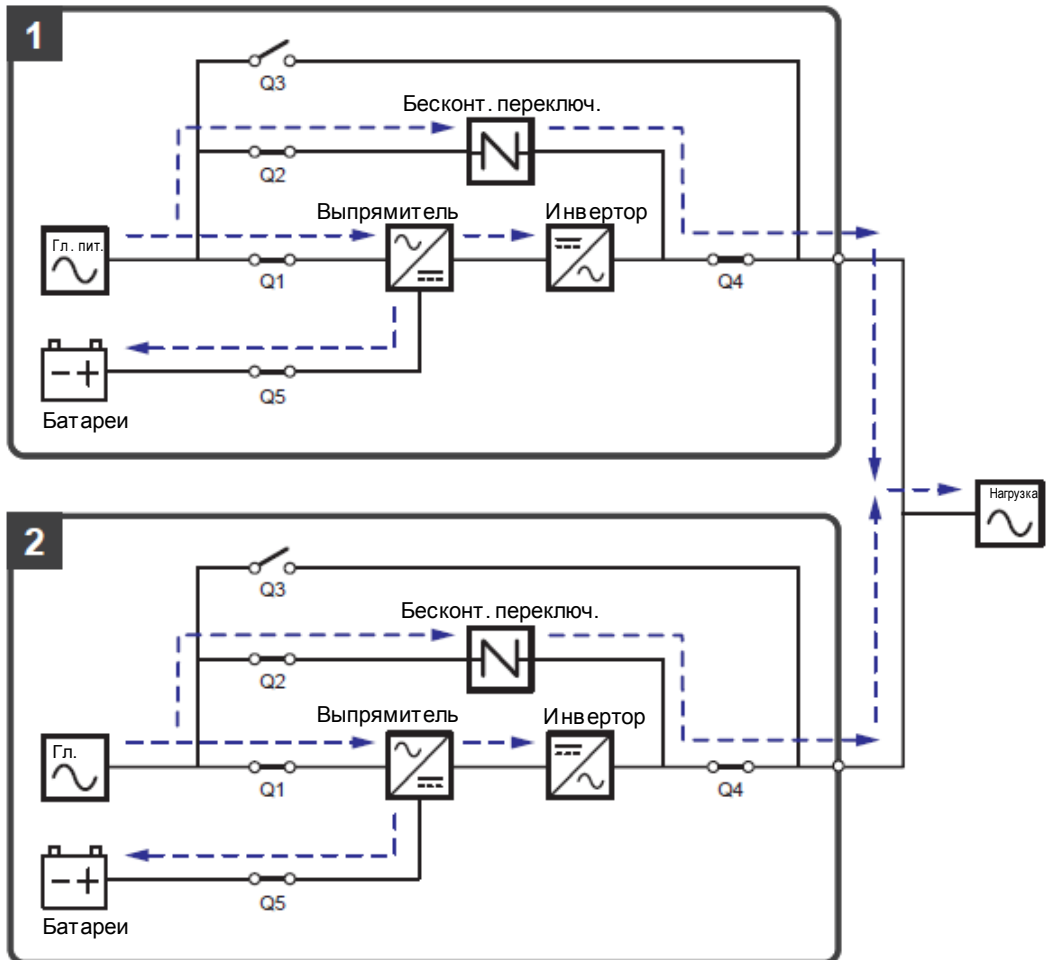 1
Q3
Бесконт. переключ.
Q2
Выпрямитель
Инвертор
Гл. пит.
Q1
Q4
Q5
Батареи
Нагрузка
2
Q3
Бесконт. переключ.
Q2
Выпрямитель
Инвертор
Гл.
Q1
Q4
Q5
Батареи